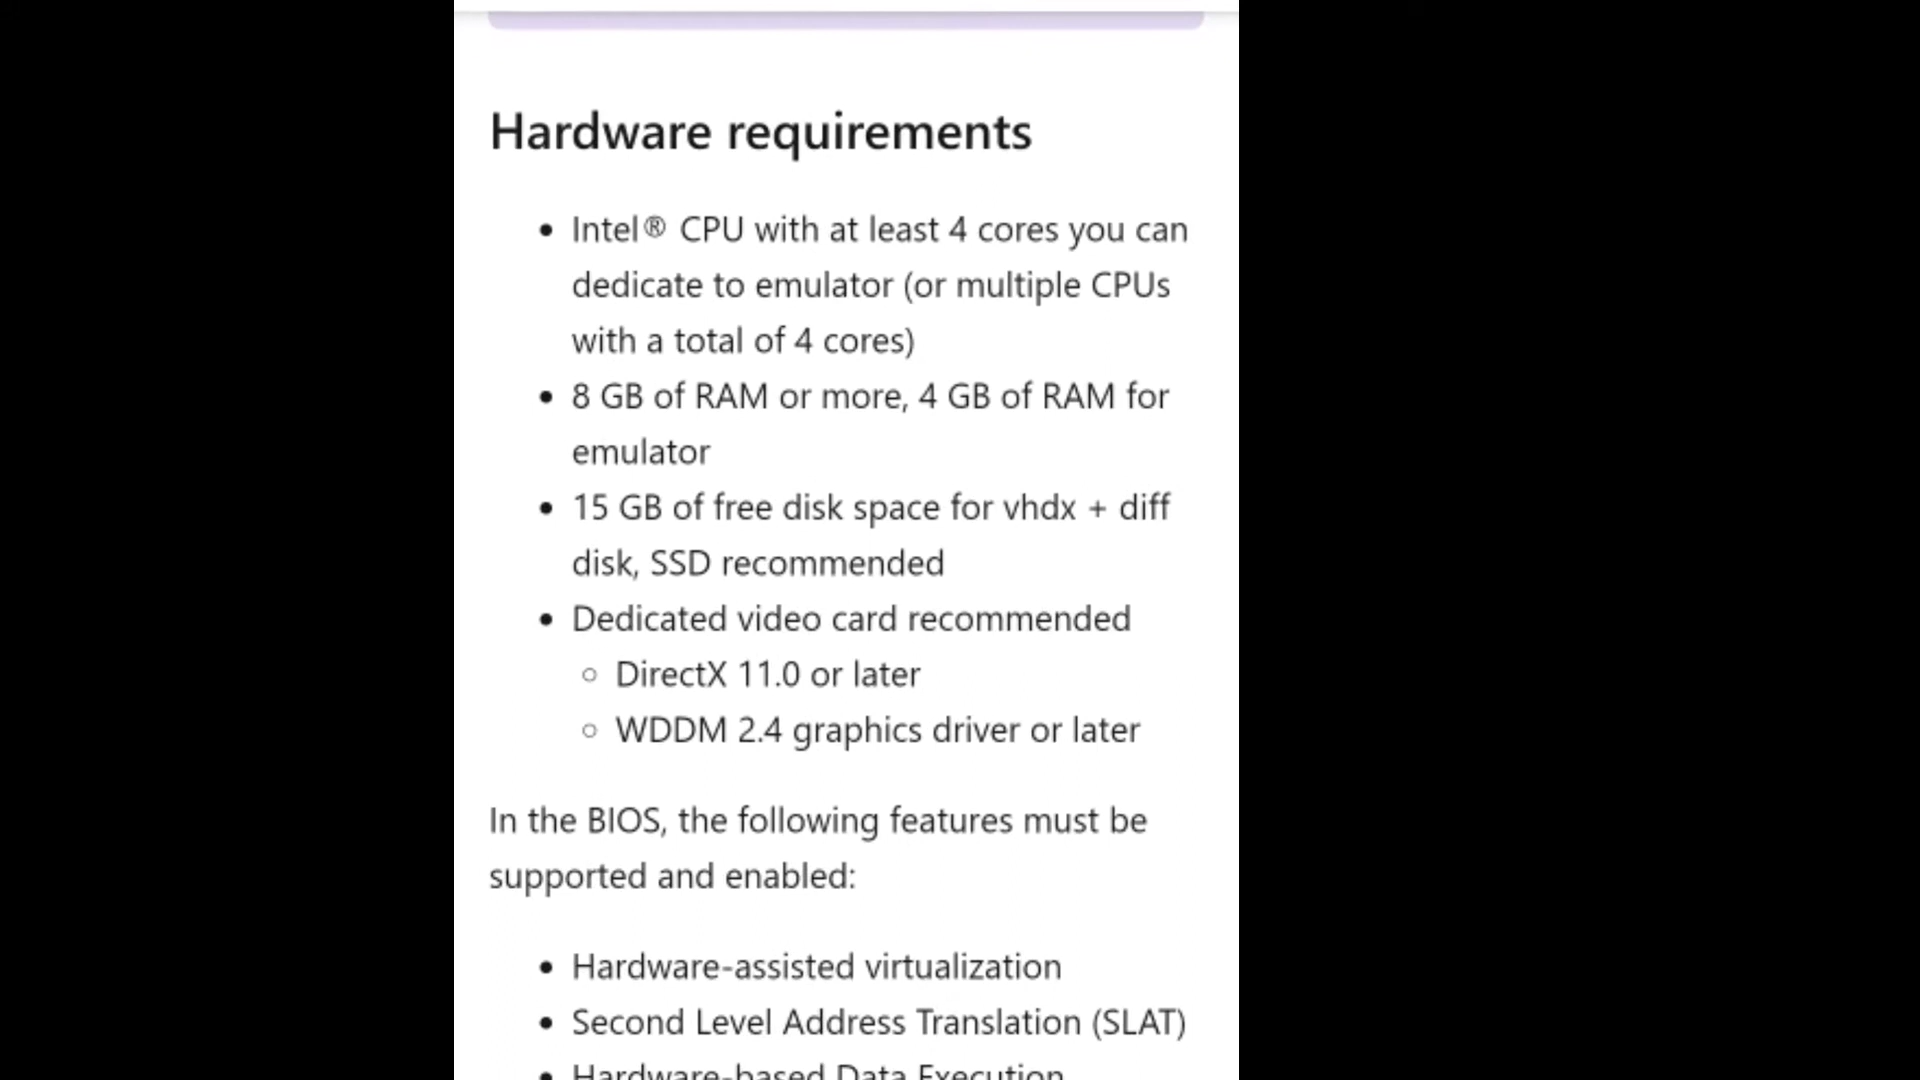 Hardware requirements
• Intel® CPU with at least 4 cores you can
dedicate to emulator (or multiple CPUs
with a total of 4 cores)
• 8 GB of RAM or more, 4 GB of RAM for
emulator
• 15 GB of free disk space for vhdx + diff
disk, SSD recommended
• Dedicated video card recommended
○ DirectX 11.0 or later
○ WDDM 2.4 graphics driver or later
In the BIOS, the following features must be
supported and enabled:
• Hardware-assisted virtualization
• Second Level Address Translation (SLAT)
• Hardware-based Data Execution